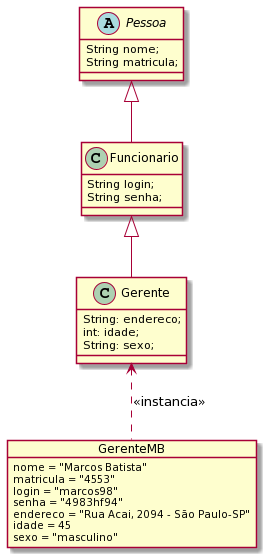 A Pessoa
String nome;
String matricula;
C Funcionario
String login;
String senha;
C Gerente
String: endereco;
int: idade;
String: sexo;
«instancia»
GerenteMB
nome = "Marcos Batista"
matricula = "4553"
login = "marcos98"
senha = "4983hf94"
endereco = "Rua Acai, 2094 - São Paulo-SP"
idade = 45
sexo = "masculino"